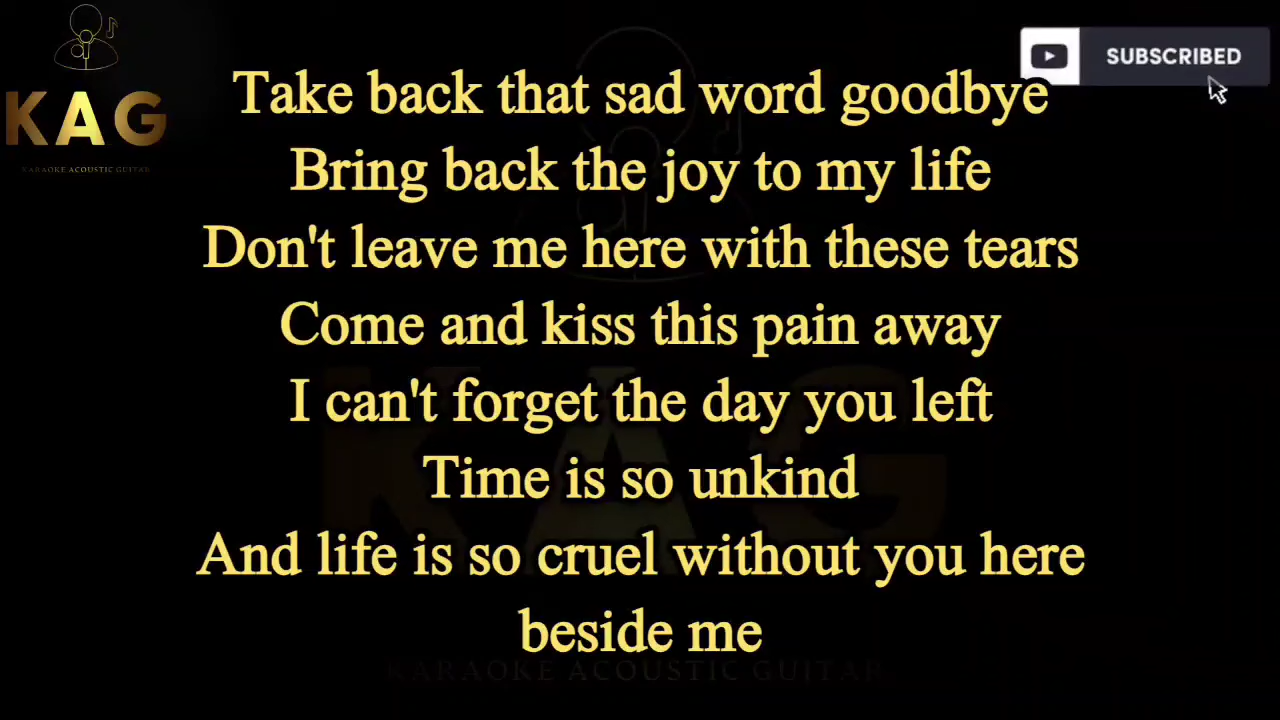 KAG
KARAOKE ACOUSTIC GUITAR
SUBSCRIBED
Take back that sad word goodbye
Bring back the joy to my life
Don't leave me here with these tears
Come and kiss this pain away
I can't forget the day you left
Time is so unkind
And life is so cruel without you here
beside me
KAG
KARAOKE ACOUSTIC GUITAR